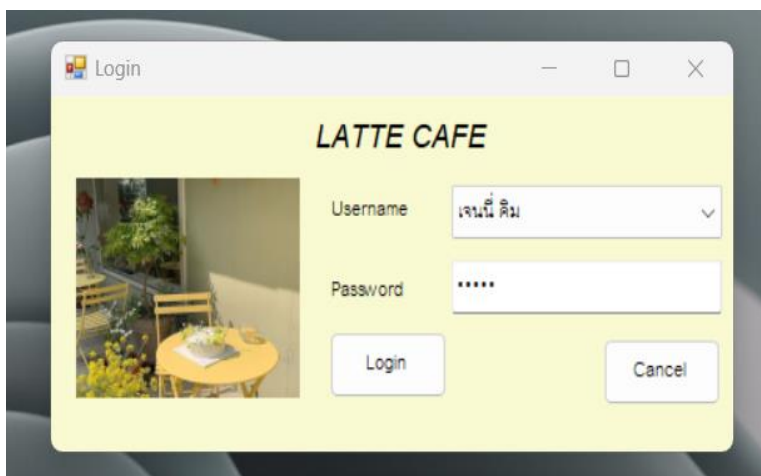 Login
LATTE CAFE
Username
เจนนี่ คิม
Password
•••••
Login
Cancel